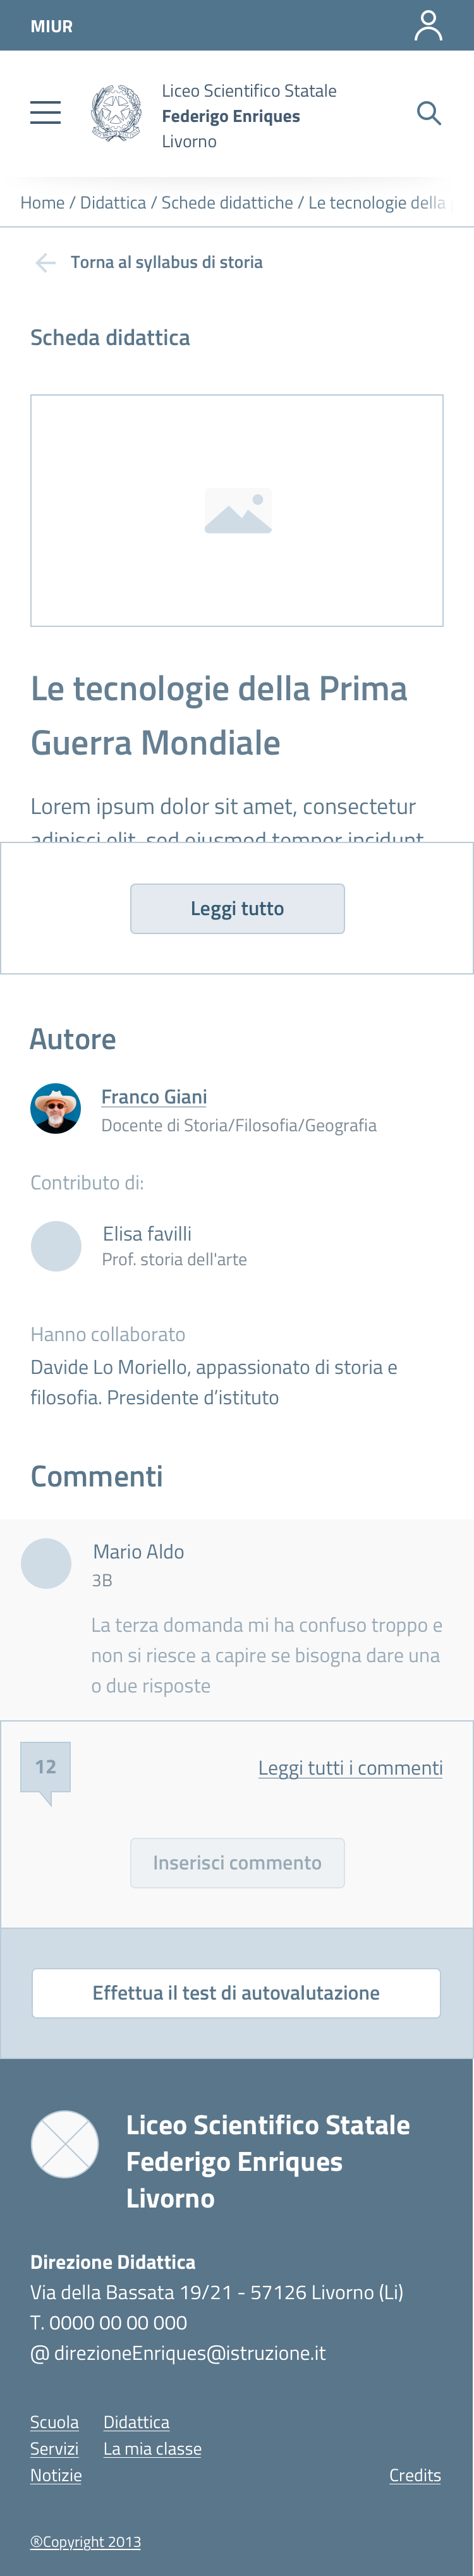 MIUR
Liceo Scientifico Statale
Federigo Enriques
Livorno
Home / Didattica / Schede didattiche / Le tecnologie della
Torna al syllabus di storia
Scheda didattica
Le tecnologie della Prima
Guerra Mondiale
Lorem ipsum dolor sit amet, consectetur
adipisci elit, sed eiusmod tempor incidunt
Leggi tutto
Autore
Franco Giani
Docente di Storia/Filosofia/Geografia
Contributo di:
Elisa favilli
Prof. storia dell'arte
Hanno collaborato
Davide Lo Moriello, appassionato di storia e
filosofia. Presidente d’istituto
Commenti
Mario Aldo
3B
La terza domanda mi ha confuso troppo e
non si riesce a capire se bisogna dare una
o due risposte
12
Leggi tutti i commenti
Inserisci commento
Effettua il test di autovalutazione
Liceo Scientifico Statale
Federigo Enriques
Livorno
Direzione Didattica
Via della Bassata 19/21 - 57126 Livorno (Li)
T. 0000 00 00 000
@ direzioneEnriques@istruzione.it
Scuola Didattica
Servizi La mia classe
Notizie Credits
®Copyright 2013